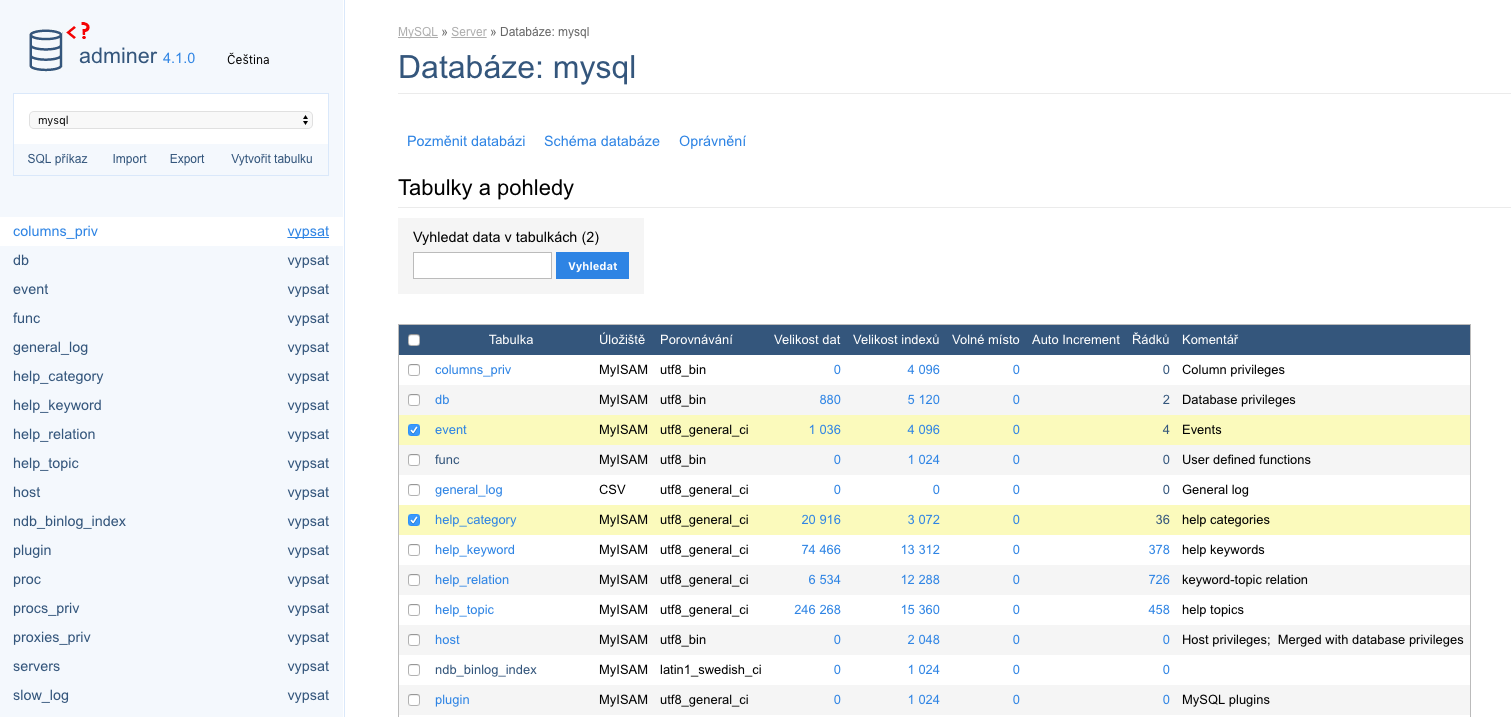 <?
adminer 4.1.0 Čeština
mysql
SQL příkaz Import Export Vytvořit tabulku
columns_priv vypsat
db vypsat
event vypsat
func vypsat
general_log vypsat
help_category vypsat
help_keyword vypsat
help_relation vypsat
help_topic vypsat
host vypsat
ndb_binlog_index vypsat
plugin vypsat
proc vypsat
procs_priv vypsat
proxies_priv vypsat
servers vypsat
slow_log vypsat
MySQL » Server » Databáze: mysql
Databáze: mysql
Pozměnit databázi Schéma databáze Oprávnění
Tabulky a pohledy
Vyhledat data v tabulkách (2)
Vyhledat
Tabulka Úložiště Porovnávání Velikost dat Velikost indexů Volné místo Auto Increment Řádků Komentář
columns_priv MyISAM utf8_bin 0 4 096 0 0 Column privileges
db MyISAM utf8_bin 880 5 120 0 2 Database privileges
event MyISAM utf8_general_ci 1 036 4 096 0 4 Events
func MyISAM utf8_bin 0 1 024 0 0 User defined functions
general_log CSV utf8_general_ci 0 0 0 0 General log
help_category MyISAM utf8_general_ci 20 916 3 072 0 36 help categories
help_keyword MyISAM utf8_general_ci 74 466 13 312 0 378 help keywords
help_relation MyISAM utf8_general_ci 6 534 12 288 0 726 keyword-topic relation
help_topic MyISAM utf8_general_ci 246 268 15 360 0 458 help topics
host MyISAM utf8_bin 0 2 048 0 0 Host privileges;  Merged with database privileges
ndb_binlog_index MyISAM latin1_swedish_ci 0 1 024 0 0
plugin MyISAM utf8_general_ci 0 1 024 0 0 MySQL plugins